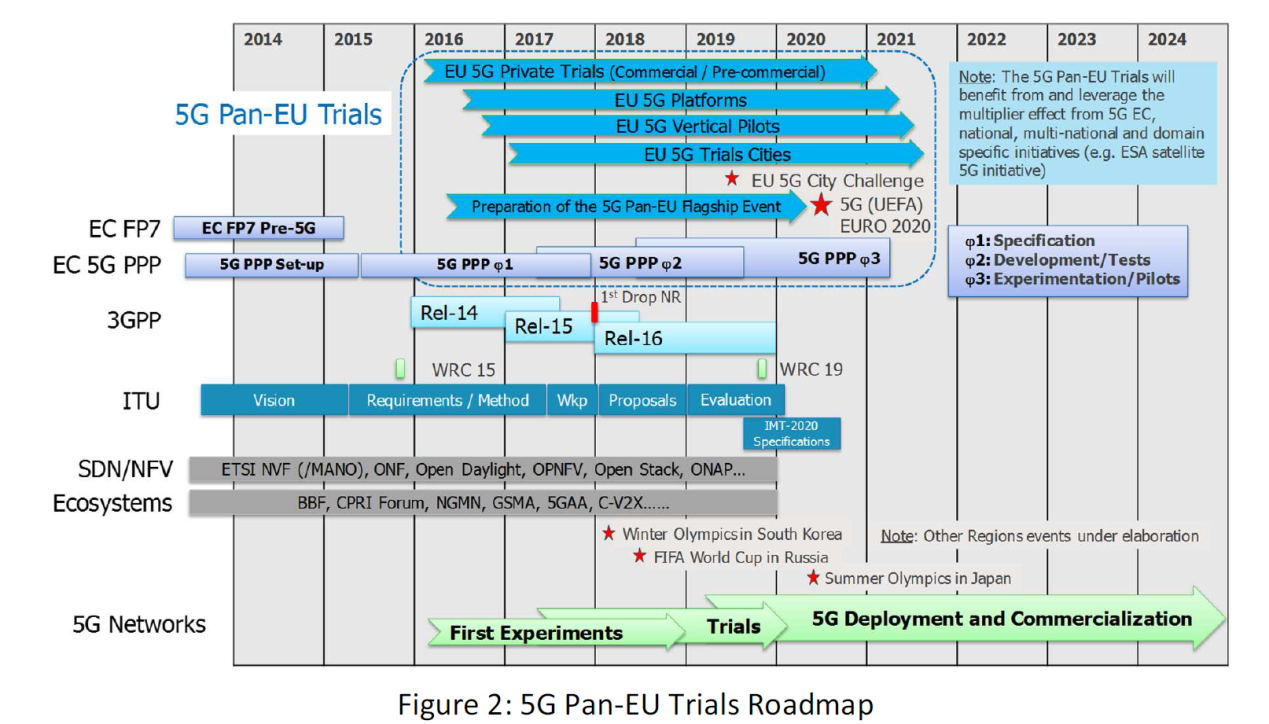 2014 2015 2016 2017 2018 2019 2020 2021 2022 2023 2024
5G Pan-EU Trials
EU 5G Private Trials (Commercial / Pre-commercial)
EU 5G Platforms
EU 5G Vertical Pilots
EU 5G Trials Cities
EU 5G City Challenge
Preparation of the 5G Pan-EU Flagship Event
5G (UEFA)
EURO 2020
Note: The 5G Pan-EU Trials will
benefit from and leverage the
multiplier effect from 5G EC,
national, multi-national and domain
specific initiatives (e.g. ESA satellite
5G initiative)
EC FP7
EC FP7 Pre-5G
EC 5G PPP
5G PPP Set-up
5G PPP φ1
5G PPP φ2
5G PPP φ3
φ1: Specification
φ2: Development/Tests
φ3: Experimentation/Pilots
3GPP
Rel-14
Rel-15
1st Drop NR
Rel-16
WRC 15
WRC 19
ITU
Vision
Requirements / Method
Wkp
Proposals
Evaluation
IMT-2020
Specifications
SDN/NFV
ETSI NVF (/MANO), ONF, Open Daylight, OPNFV, Open Stack, ONAP...
Ecosystems
BBF, CPRI Forum, NGMN, GSMA, 5GAA, C-V2X......
Winter Olympics in South Korea
Note: Other Regions events under elaboration
FIFA World Cup in Russia
Summer Olympics in Japan
5G Networks
First Experiments
Trials
5G Deployment and Commercialization
Figure 2: 5G Pan-EU Trials Roadmap